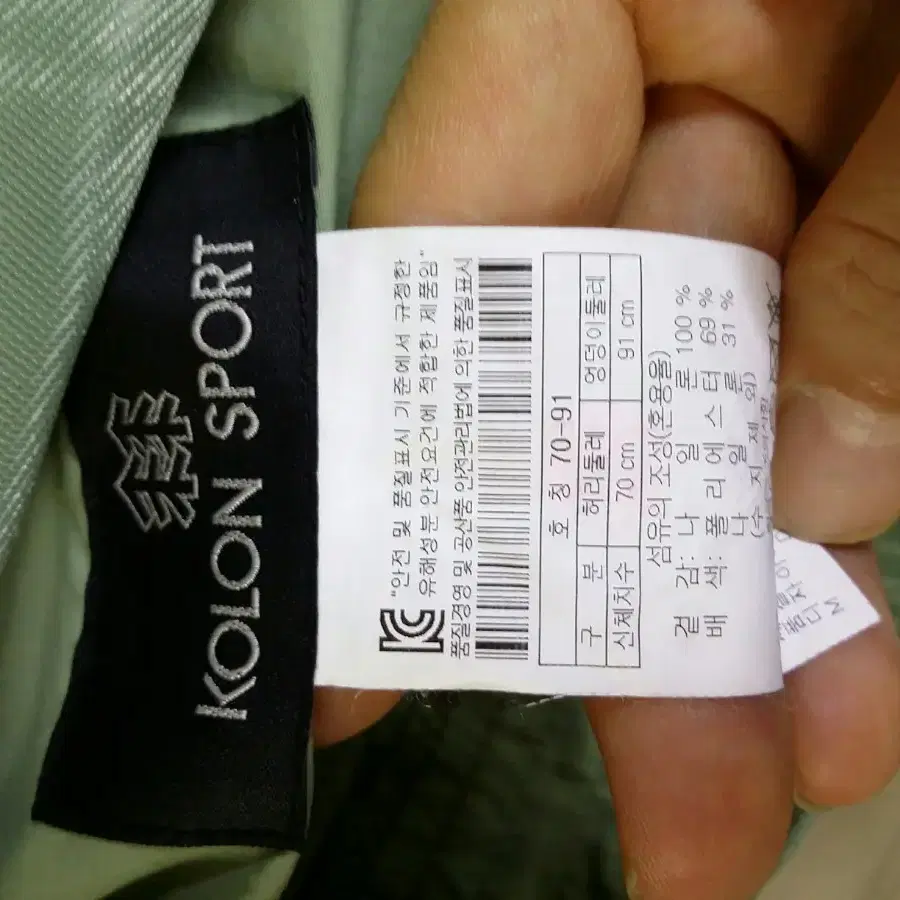 KOLON SPORT
"안전 및 품질표시 기준에서 규정한
유해성분 안전요건에 적합한 제품임"
품질경영 및 공산품 안전관리법에 의한 품질표시
호 칭 70-91
구 분 허리둘레 엉덩이둘레
신체치수 70 cm 91 cm
섬유의 조성(혼용율)
겉 감: 나 일 론 100 %
배 색: 폴 리 에 스 터 69 %
나 일 론 31 %
(수 지 제 외)
M